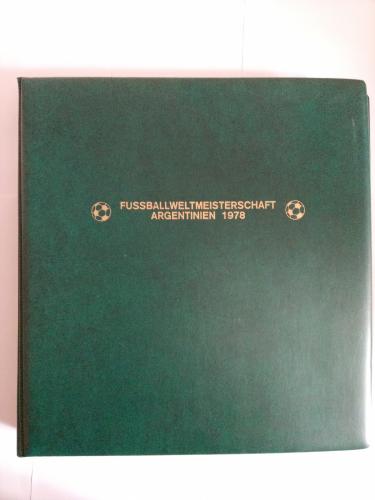 FUSSBALLWELTMEISTERSCHAFT
ARGENTINIEN 1978